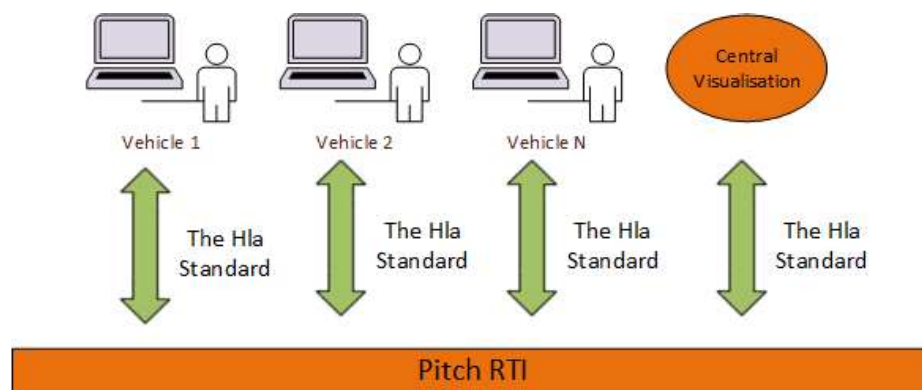 Central
Visualisation
Vehicle 1
Vehicle 2
Vehicle N
The Hla
Standard
The Hla
Standard
The Hla
Standard
The Hla
Standard
Pitch RTI